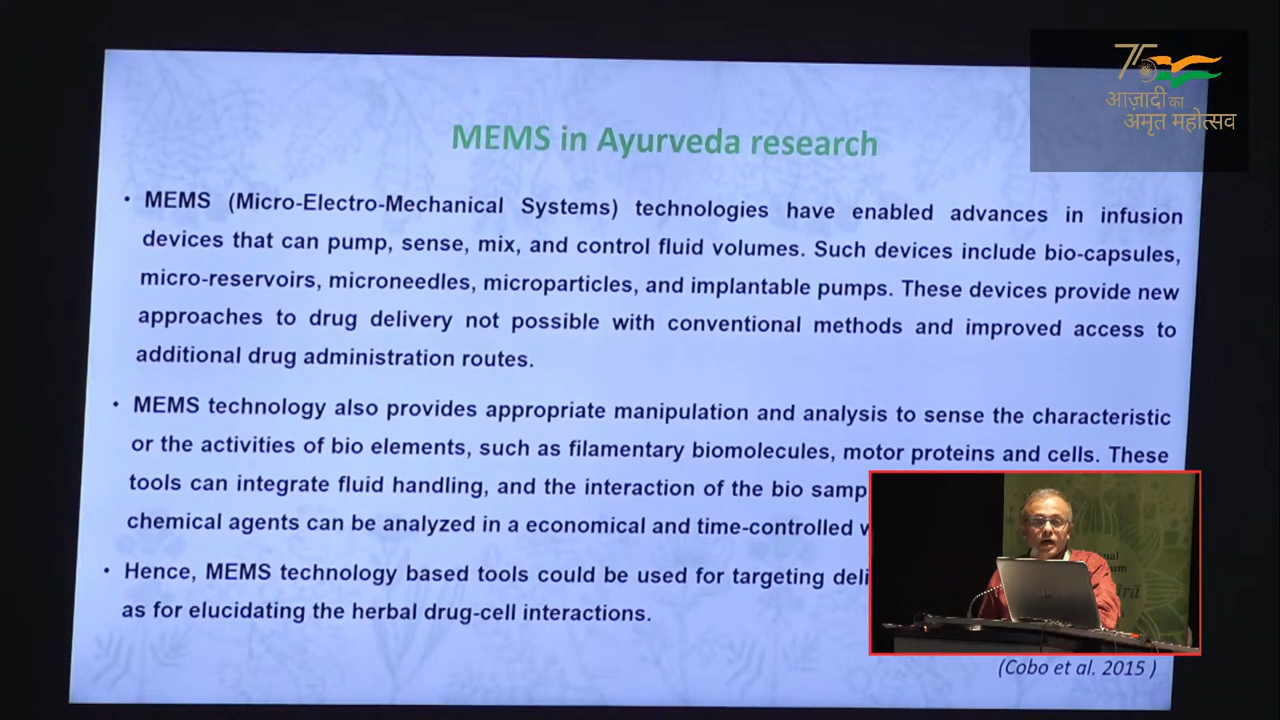 75
आज़ादी का
अमृत महोत्सव
MEMS in Ayurveda research
• MEMS (Micro-Electro-Mechanical Systems) technologies have enabled advances in infusion
devices that can pump, sense, mix, and control fluid volumes. Such devices include bio-capsules,
micro-reservoirs, microneedles, microparticles, and implantable pumps. These devices provide new
approaches to drug delivery not possible with conventional methods and improved access to
additional drug administration routes.
• MEMS technology also provides appropriate manipulation and analysis to sense the characteristic
or the activities of bio elements, such as filamentary biomolecules, motor proteins and cells. These
tools can integrate fluid handling, and the interaction of the bio samp
chemical agents can be analyzed in a economical and time-controlled
• Hence, MEMS technology based tools could be used for targeting deli
as for elucidating the herbal drug-cell interactions.
(Cobo et al. 2015 )